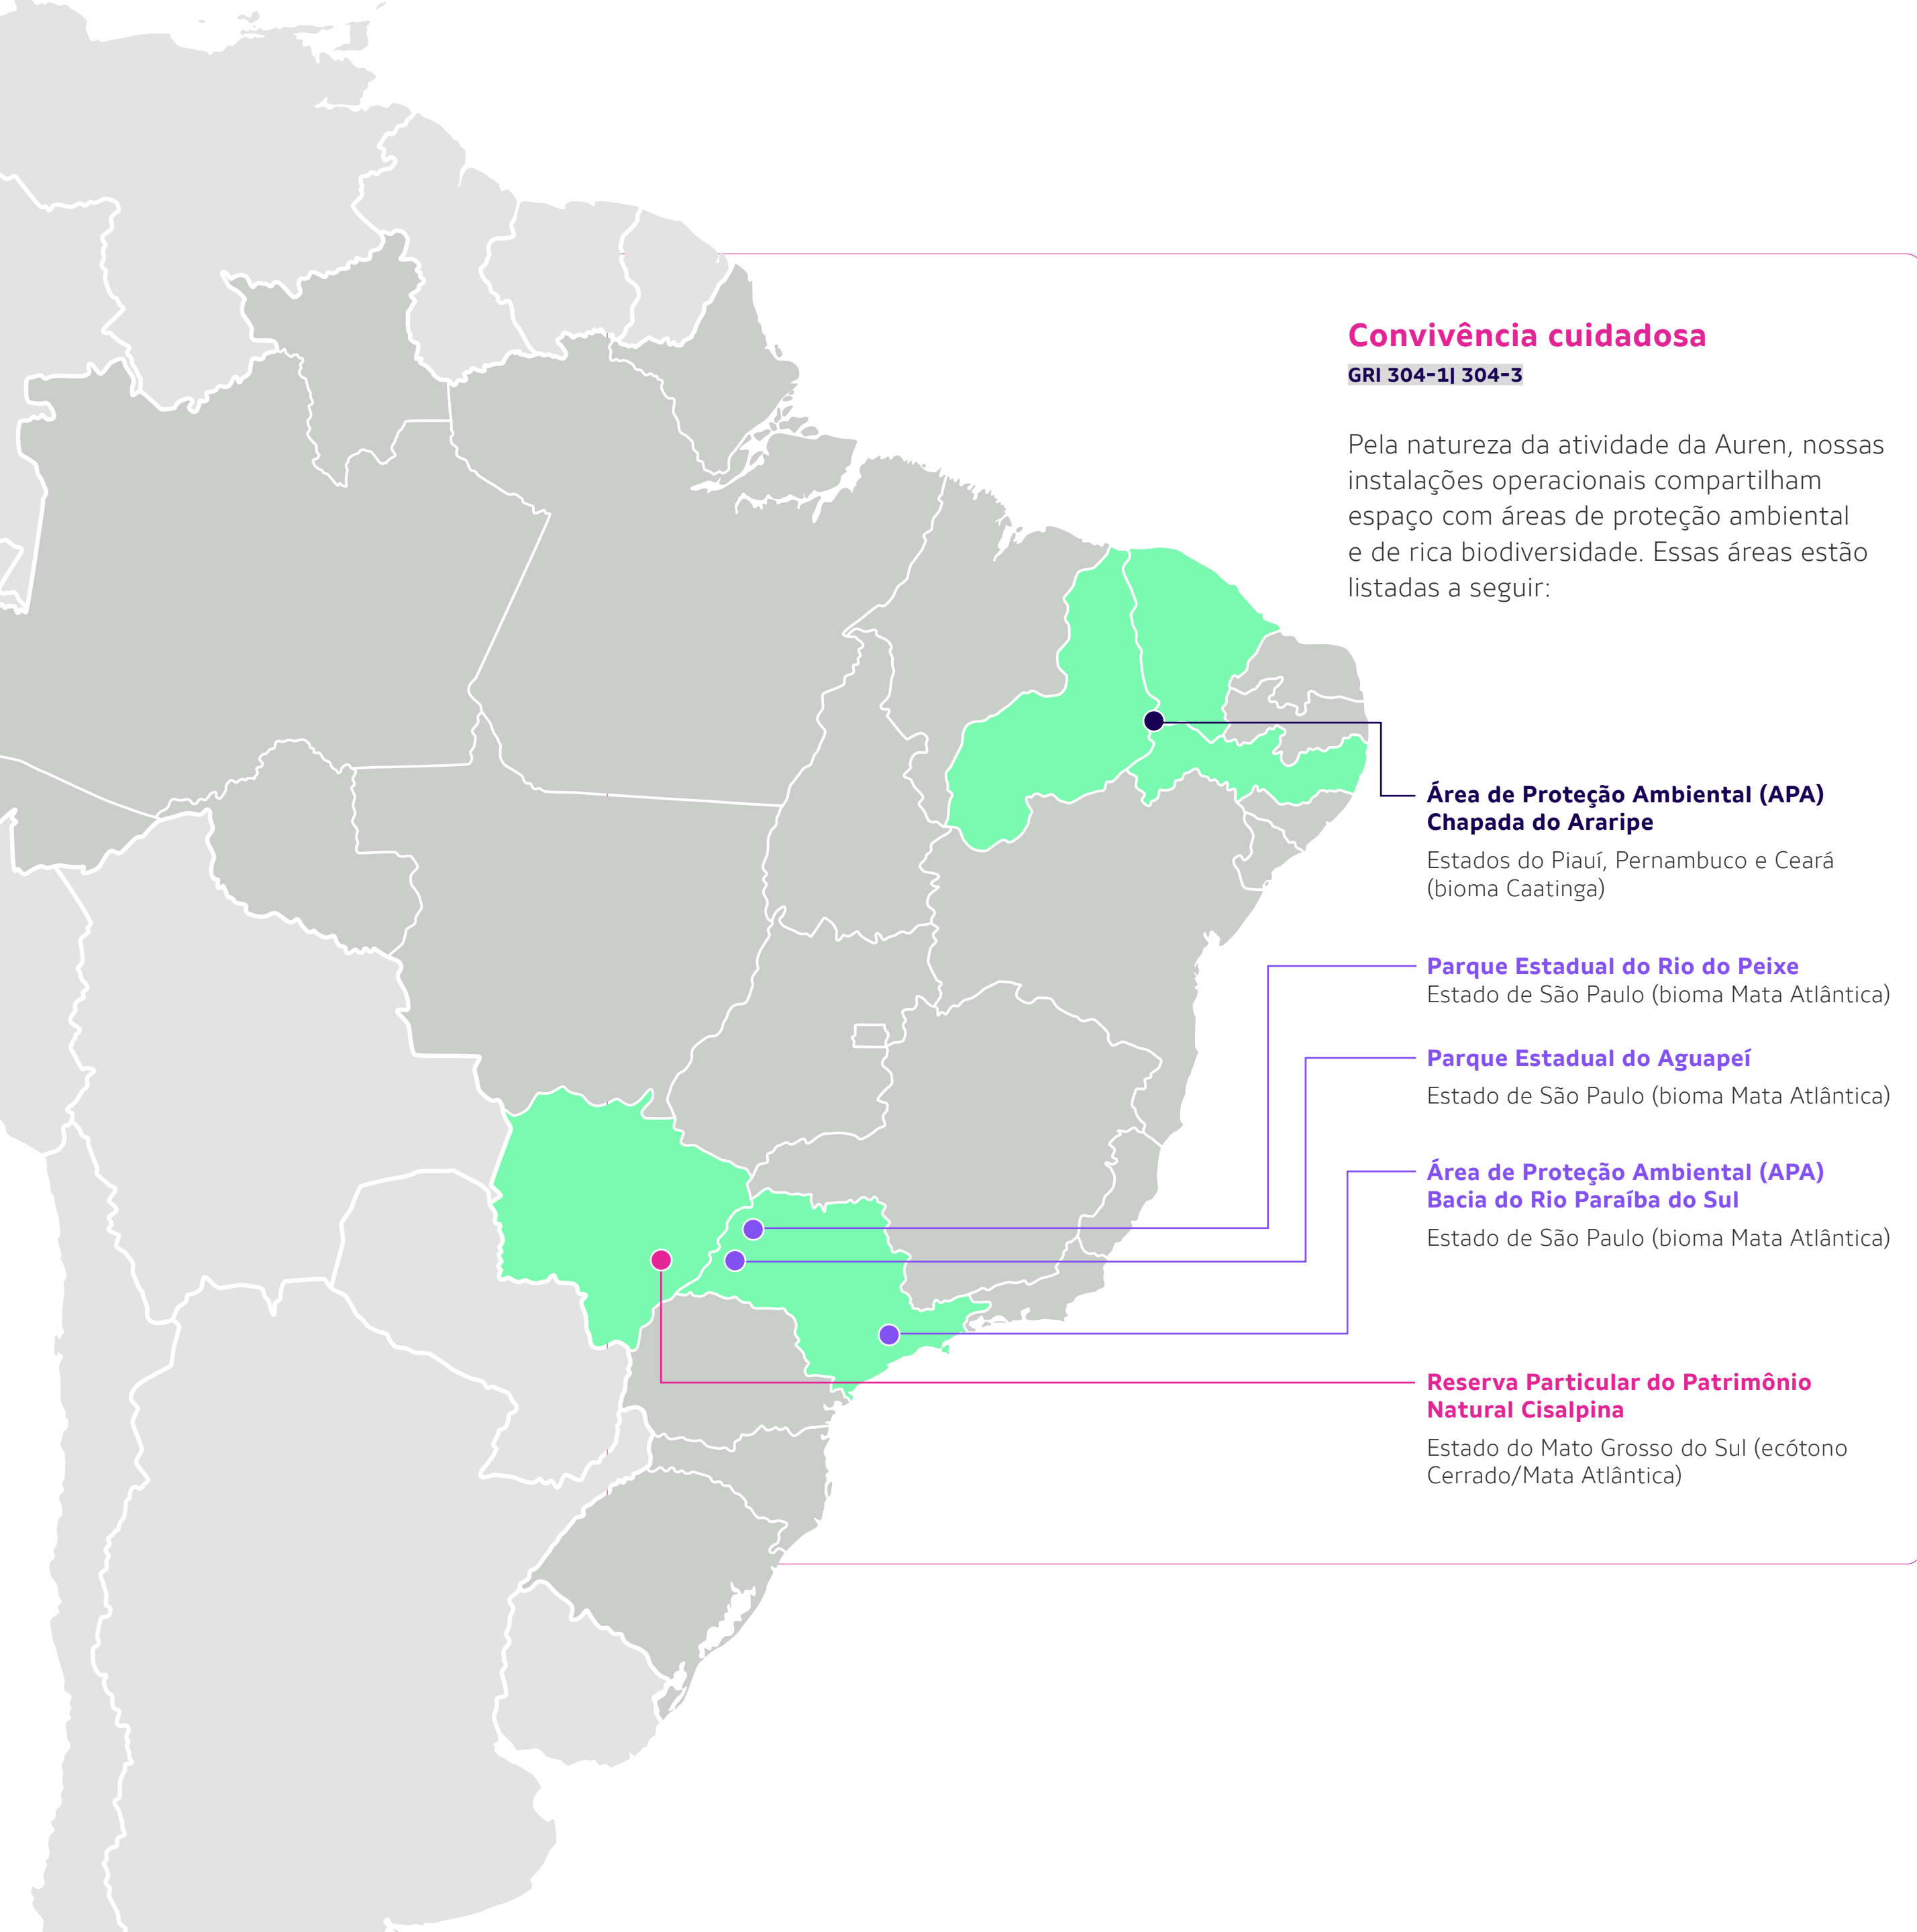 Convivência cuidadosa
GRI 304-1| 304-3
Pela natureza da atividade da Auren, nossas
instalações operacionais compartilham
espaço com áreas de proteção ambiental
e de rica biodiversidade. Essas áreas estão
listadas a seguir:
Área de Proteção Ambiental (APA)
Chapada do Araripe
Estados do Piauí, Pernambuco e Ceará
(bioma Caatinga)
Parque Estadual do Rio do Peixe
Estado de São Paulo (bioma Mata Atlântica)
Parque Estadual do Aguapeí
Estado de São Paulo (bioma Mata Atlântica)
Área de Proteção Ambiental (APA)
Bacia do Rio Paraíba do Sul
Estado de São Paulo (bioma Mata Atlântica)
Reserva Particular do Patrimônio
Natural Cisalpina
Estado do Mato Grosso do Sul (ecótono
Cerrado/Mata Atlântica)